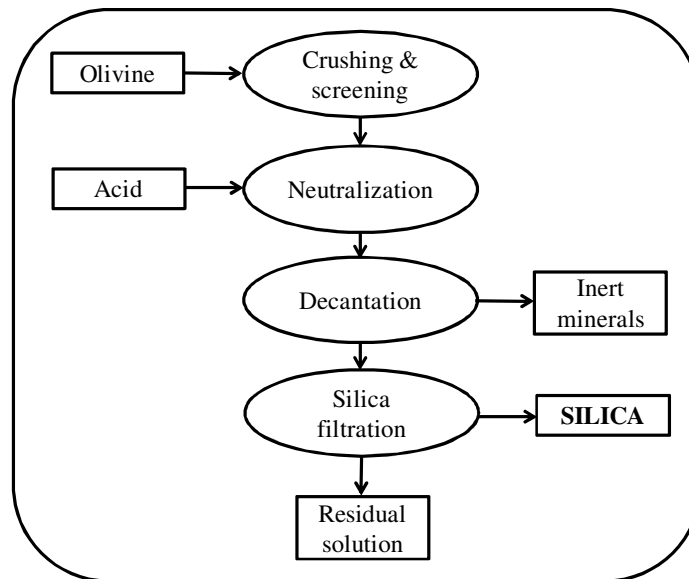 Olivine
Crushing &
screening
Acid
Neutralization
Decantation
Inert
minerals
Silica
filtration
SILICA
Residual
solution